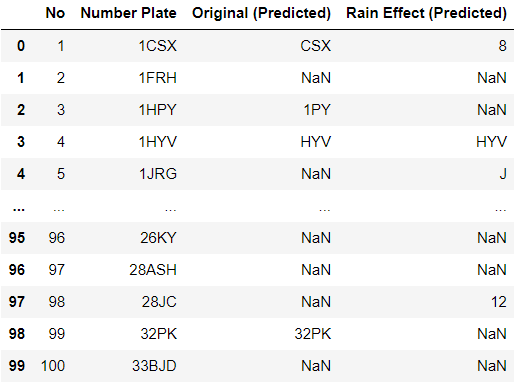 No Number Plate Original (Predicted) Rain Effect (Predicted)
0 1 1CSX CSX 8
1 2 1FRH NaN NaN
2 3 1HPY 1PY NaN
3 4 1HYV HYV HYV
4 5 1JRG NaN J
... ... ... ... ...
95 96 26KY NaN NaN
96 97 28ASH NaN NaN
97 98 28JC NaN 12
98 99 32PK 32PK NaN
99 100 33BJD NaN NaN